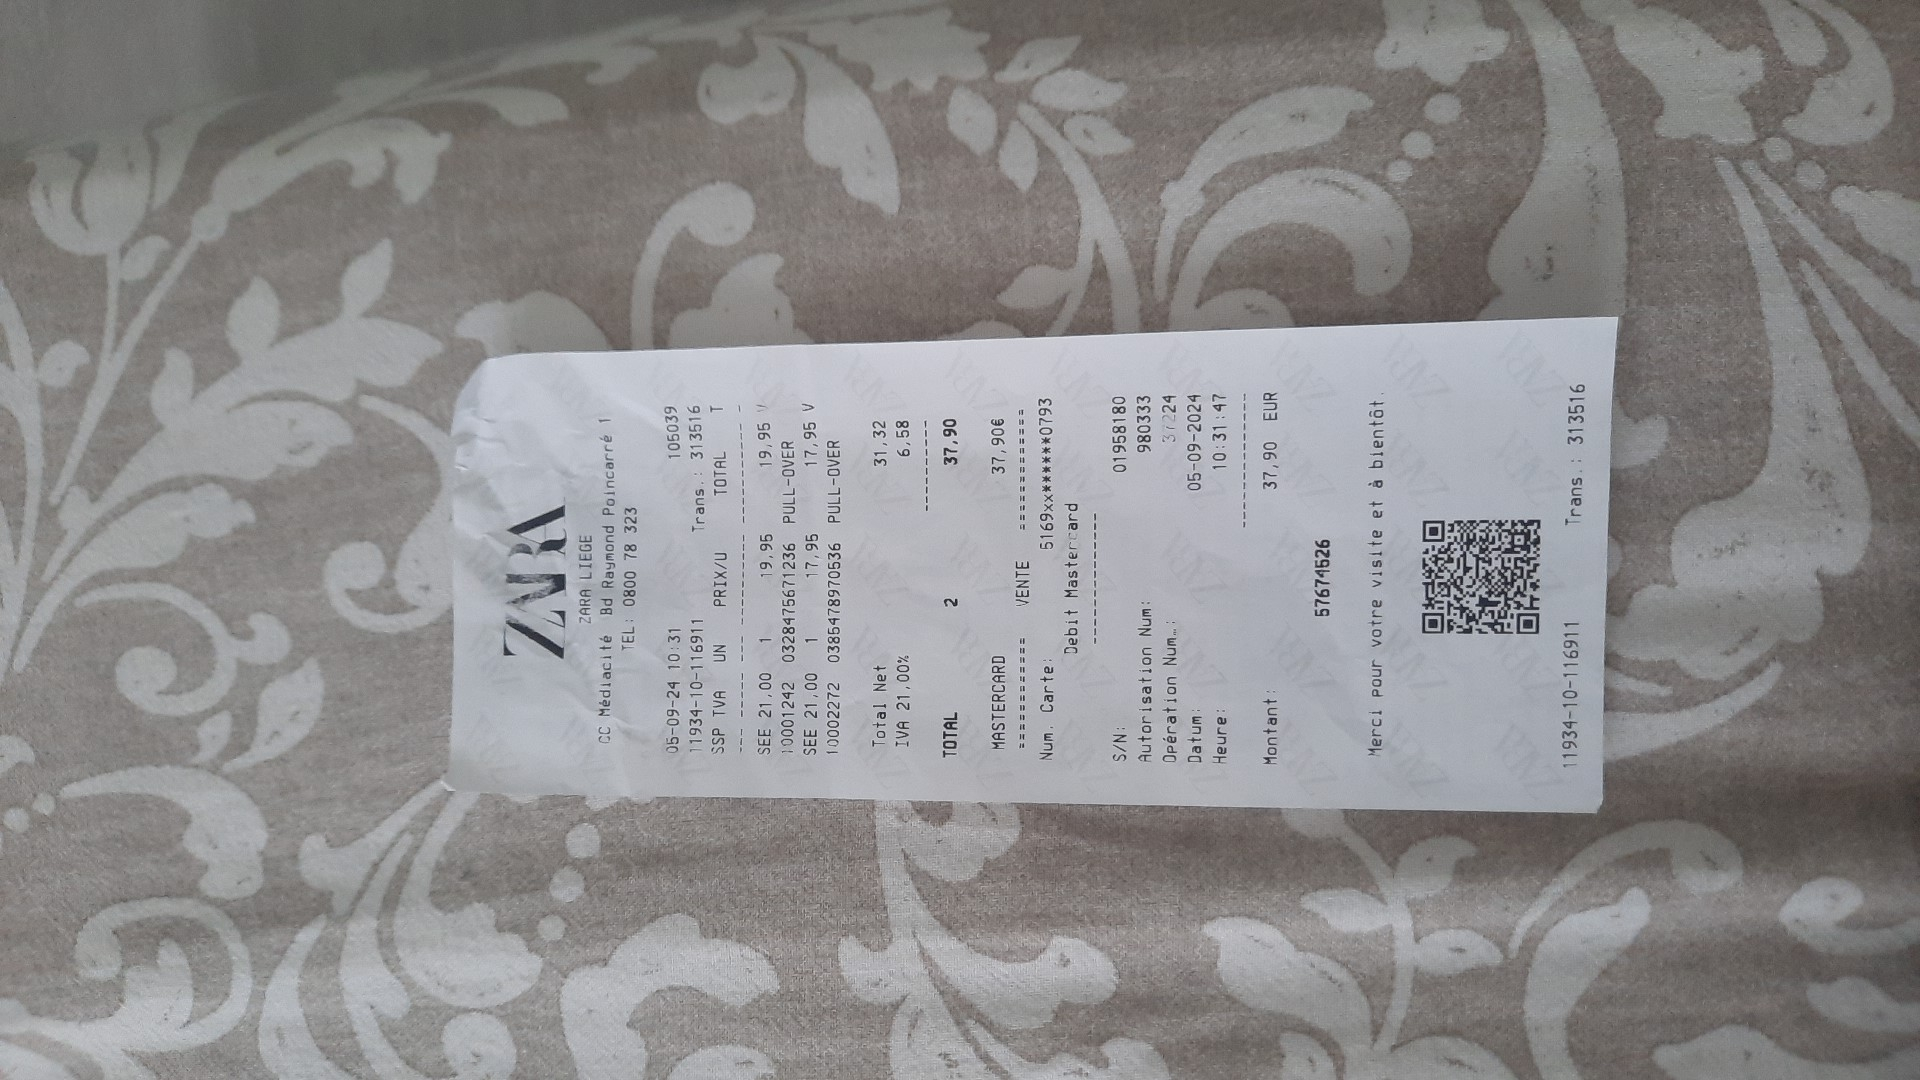 ZARA
ZARA LIEGE
CC Médiacité Bd Raymond Poincarré 1
TEL: 0800 78 323
05-09-24 10:31 105039
11934-10-116911 Trans.: 313516
SSP TVA UN PRIX/U TOTAL T
--- ------ --- ---------- ---------- -
SEE 21,00 1 19,95 19,95 V
10001242 03284756671236 PULL-OVER
SEE 21,00 1 17,95 17,95 V
10002272 03854789970536 PULL-OVER
Total Net 31,32
IVA 21,00% 6,58
----------
TOTAL 2 37,90
MASTERCARD 37,90€
=========== VENTE ============
Num. Carte: 5169xx******0793
Debit Mastercard
---------------
S/N: 01958180
Autorisation Num: 9803333
Opération Num..: 224
Datum: 05-09-2024
Heure: 10:31:47
---------------
Montant: 37,90 EUR
57674526
Merci pour votre visite et à bientôt.
11934-10-116911 Trans.: 313516